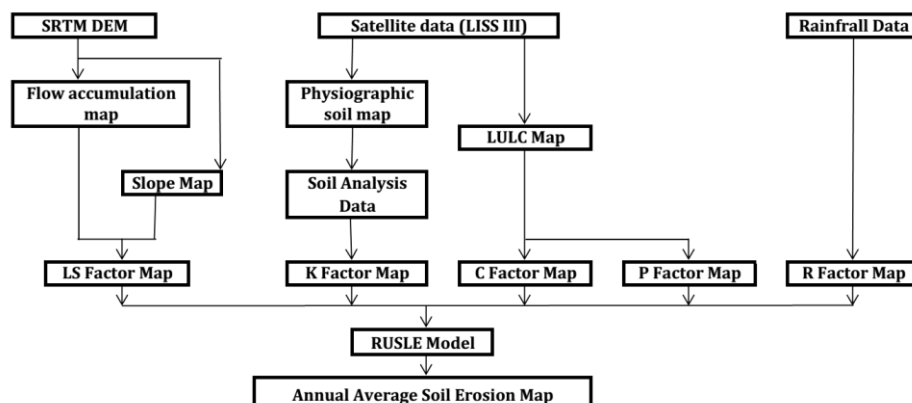 SRTM DEM
Satellite data (LISS III)
Rainfrall Data
Flow accumulation
map
Physiographic
soil map
LULC Map
Slope Map
Soil Analysis
Data
LS Factor Map
K Factor Map
C Factor Map
P Factor Map
R Factor Map
RUSLE Model
Annual Average Soil Erosion Map